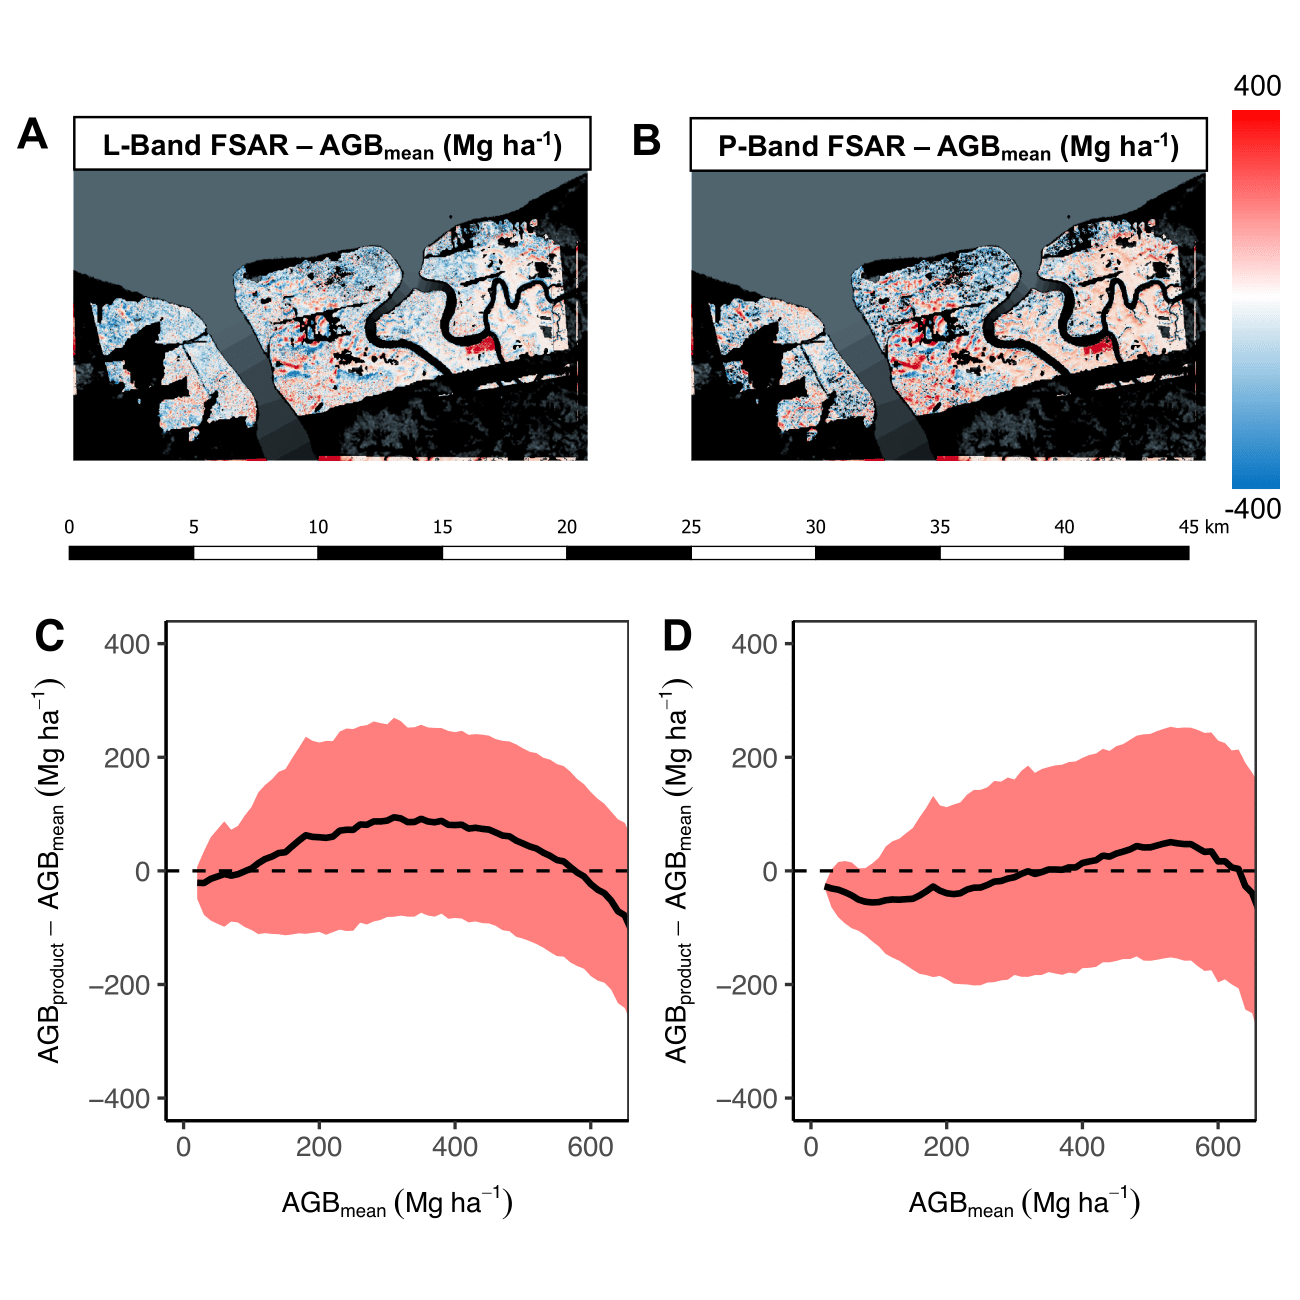 400
A
L-Band FSAR – AGBmean (Mg ha-1)
B
P-Band FSAR – AGBmean (Mg ha-1)
-400
0 5 10 15 20 25 30 35 40 45 km
C
400
200
0
−200
−400
AGBproduct − AGBmean (Mg ha−1)
0 200 400 600
AGBmean (Mg ha−1)
D
400
200
0
−200
−400
AGBproduct − AGBmean (Mg ha−1)
0 200 400 600
AGBmean (Mg ha−1)